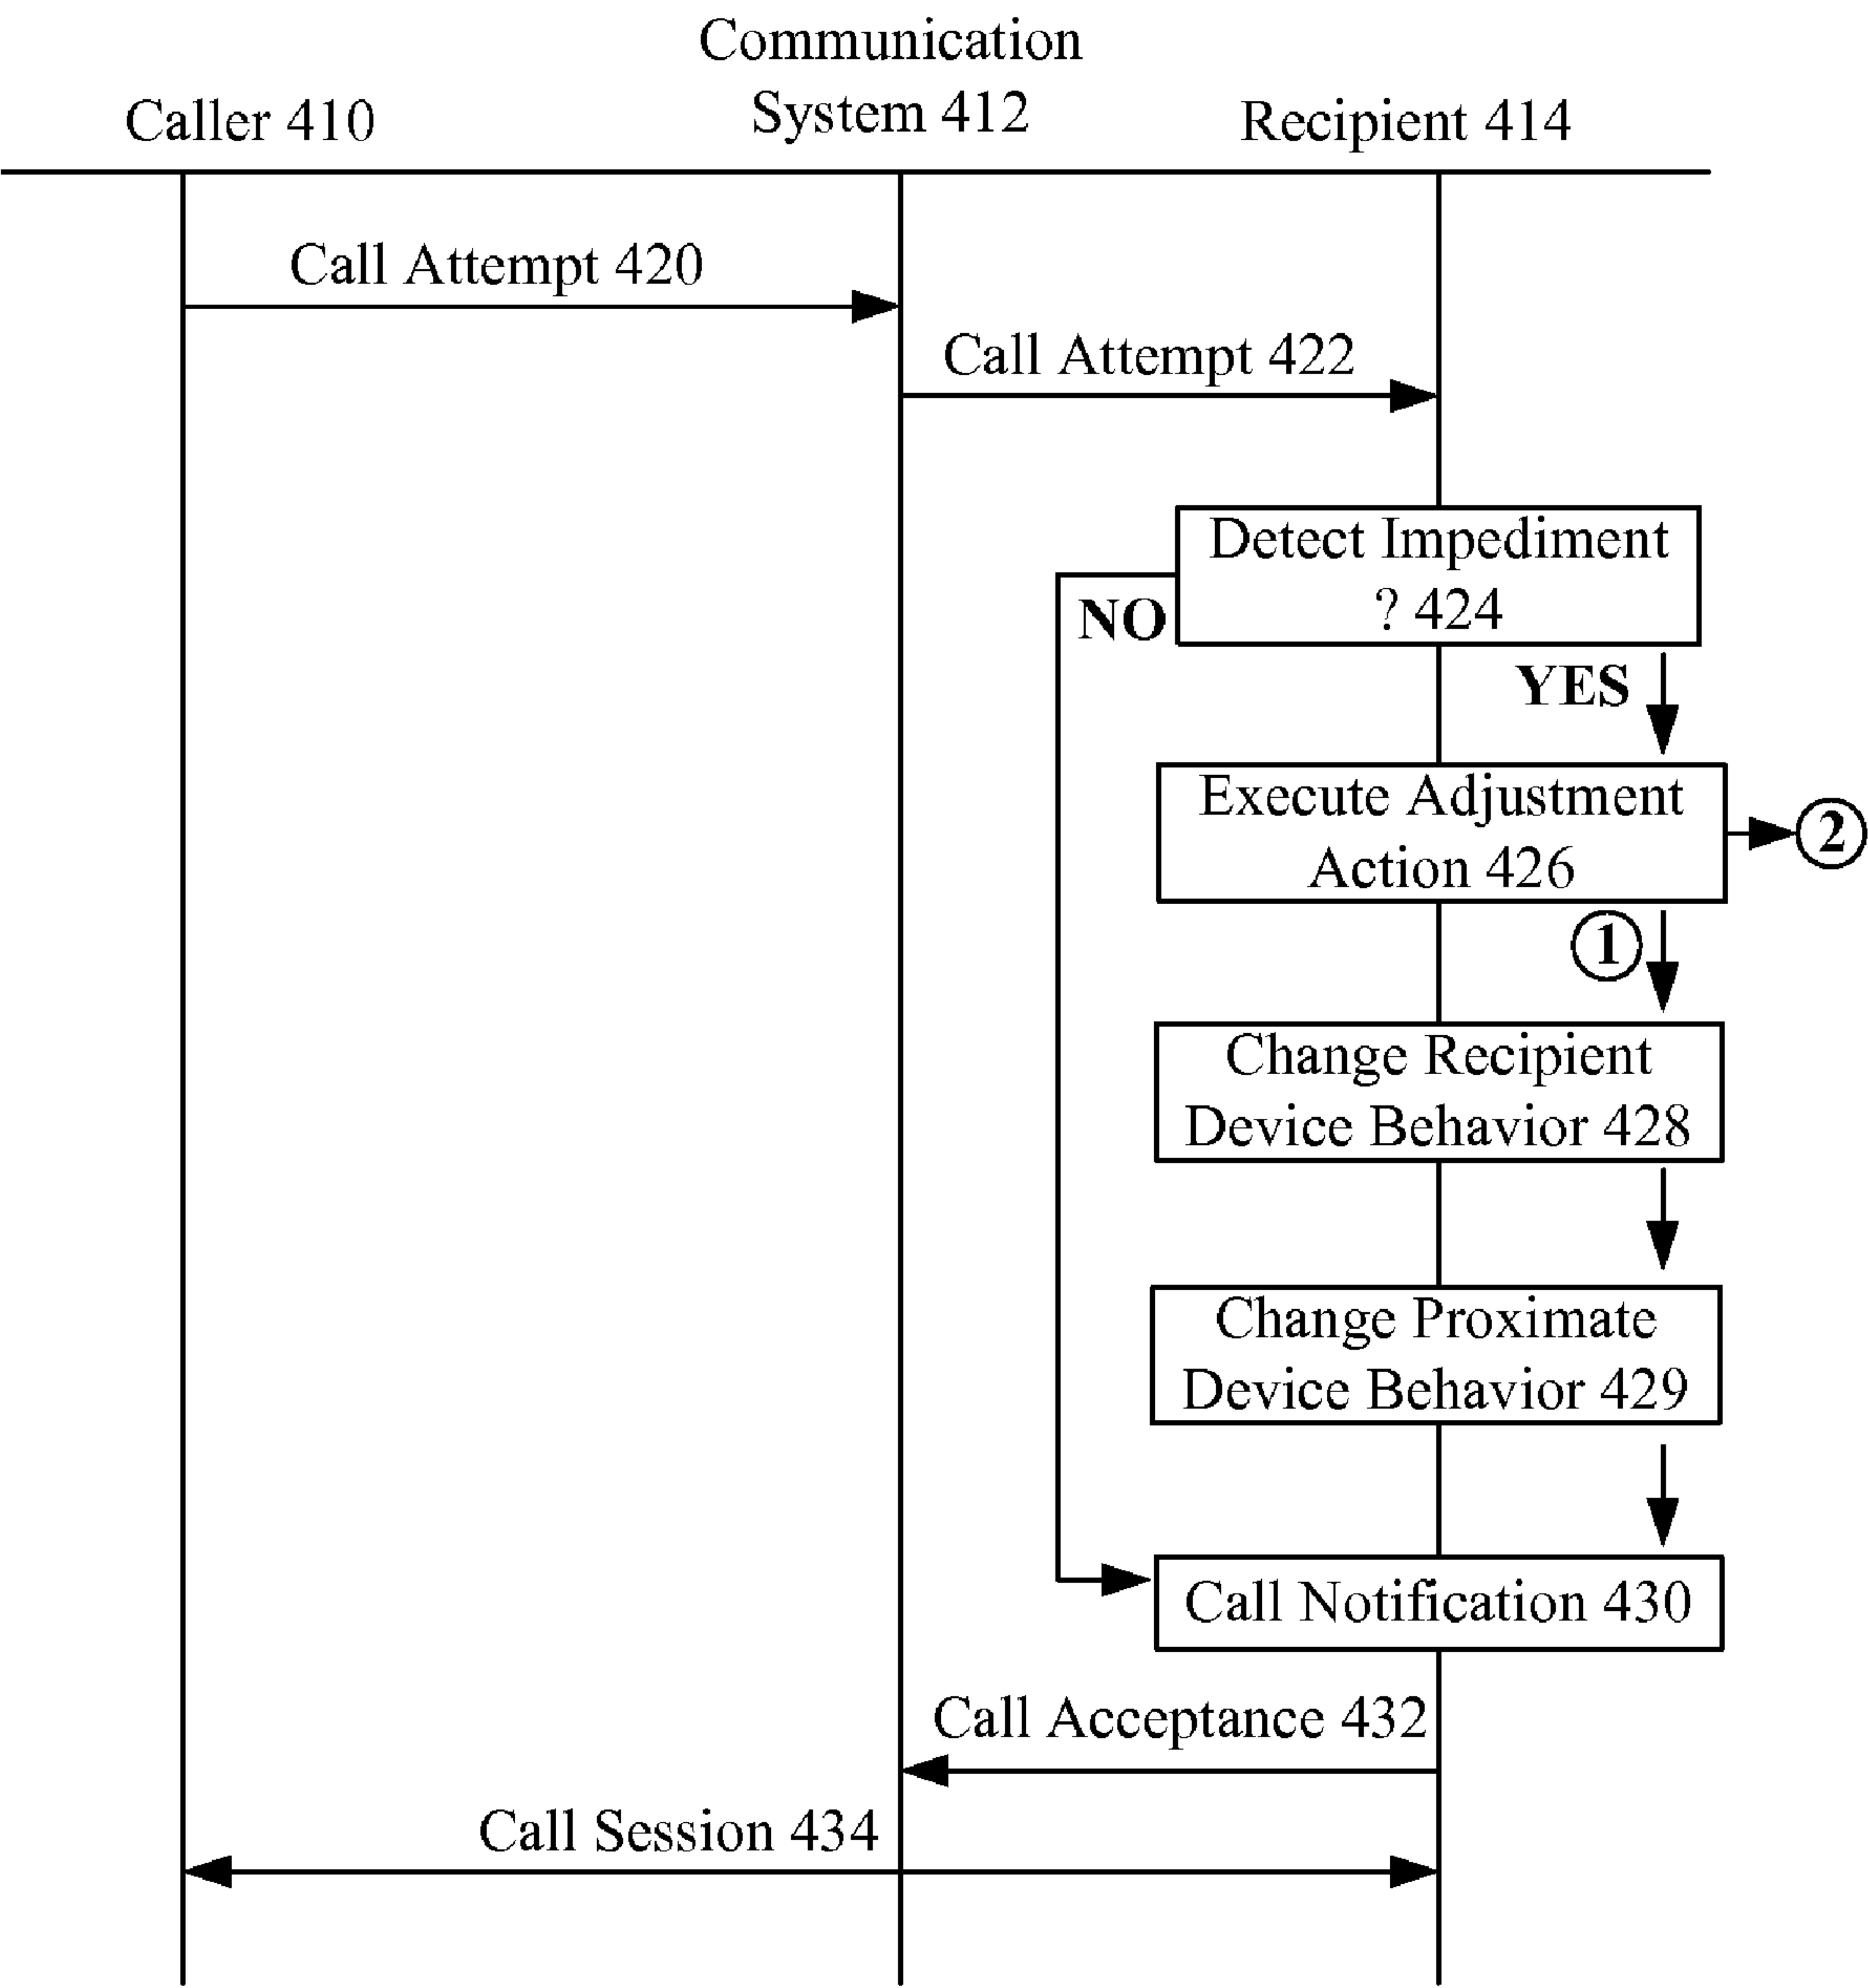 Communication
System 412
Caller 410
Recipient 414
Call Attempt 420
Call Attempt 422
Detect Impediment
? 424
NO
YES
Execute Adjustment
Action 426
2
1
Change Recipient
Device Behavior 428
Change Proximate
Device Behavior 429
Call Notification 430
Call Acceptance 432
Call Session 434